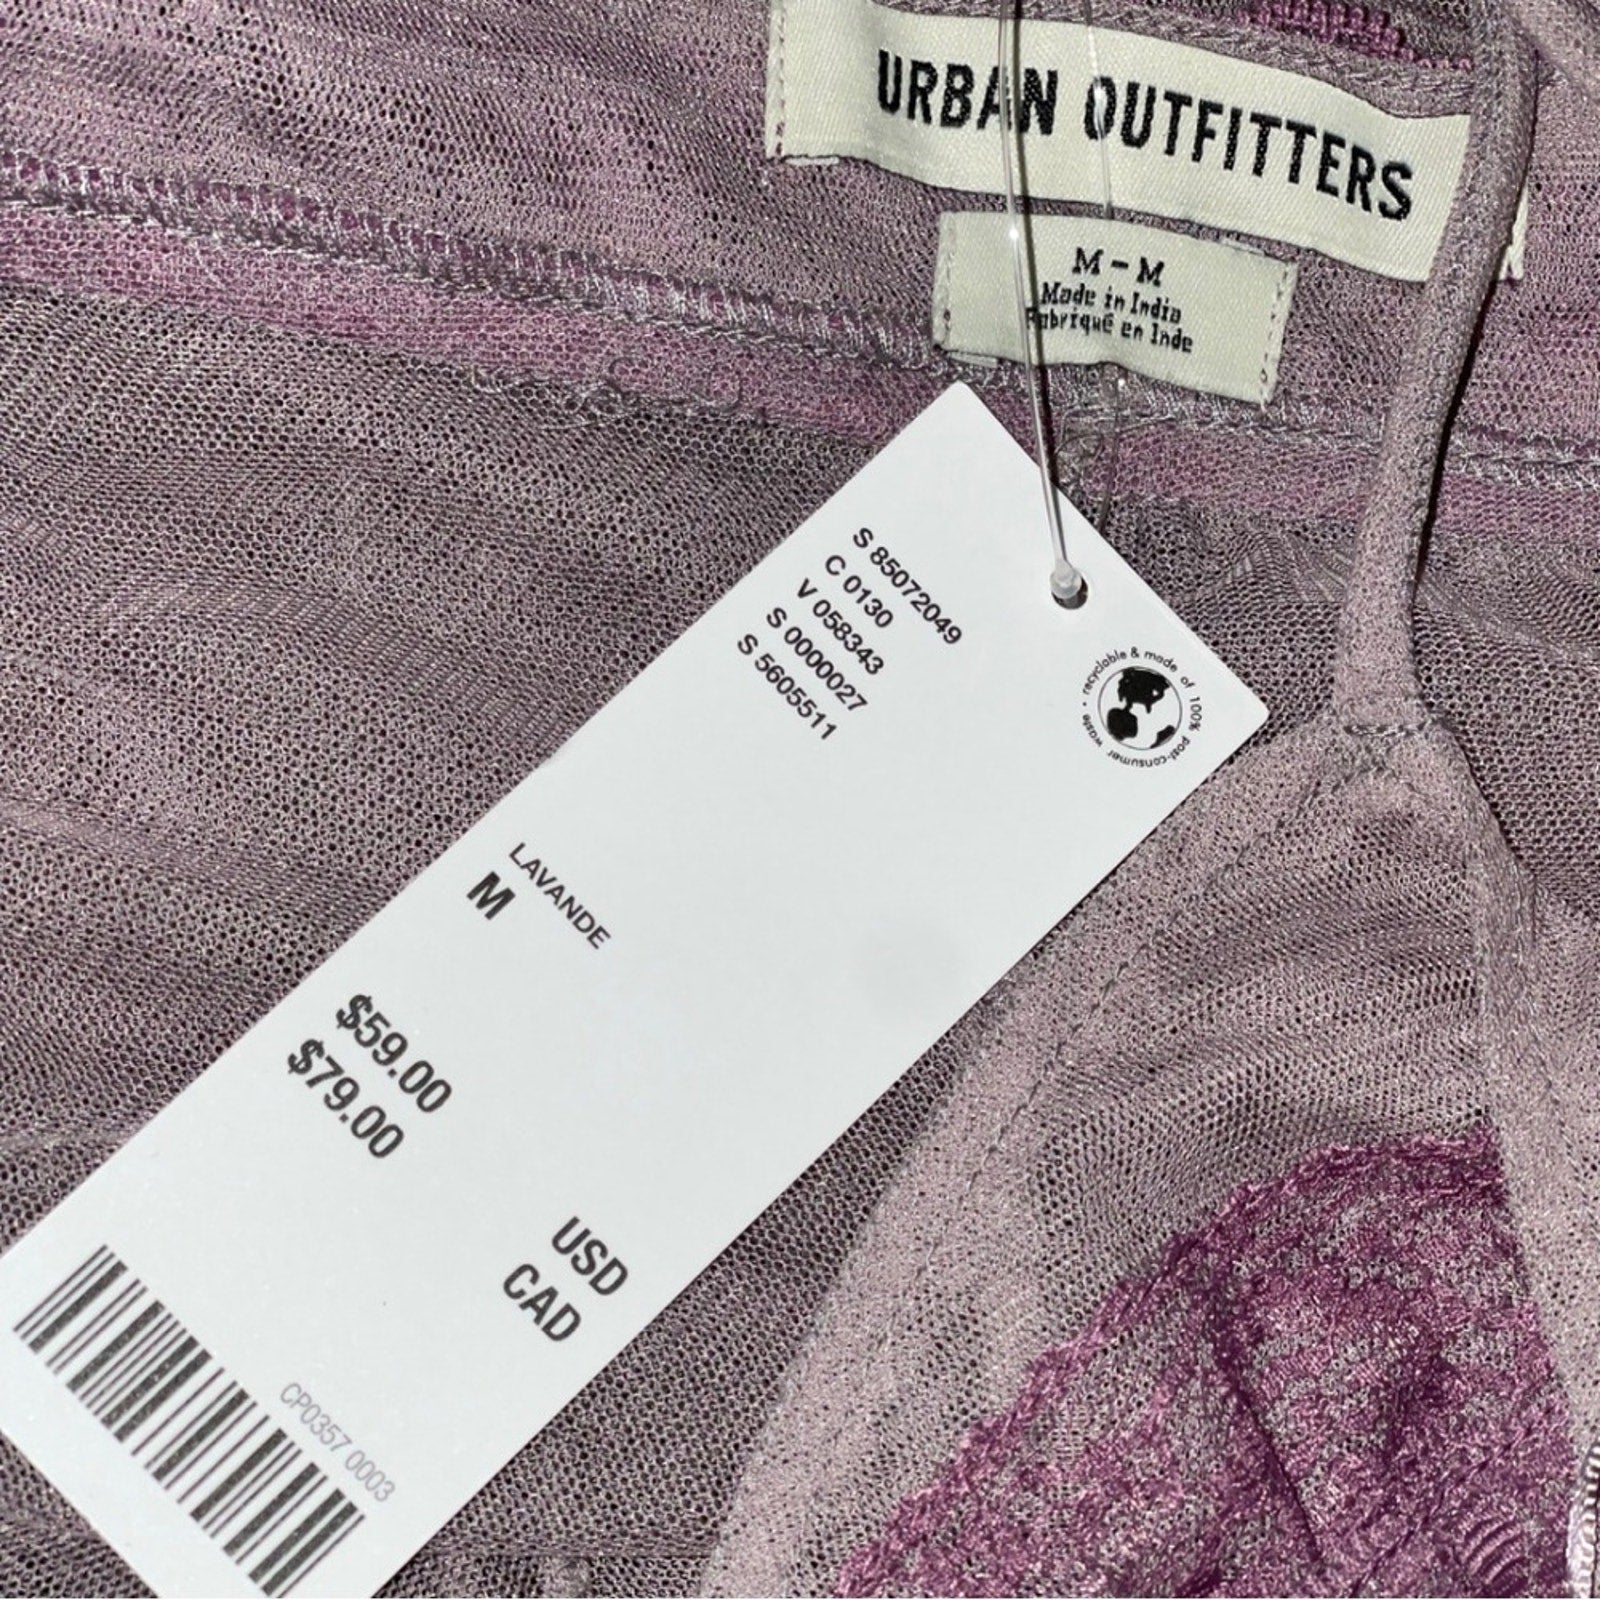 URBAN OUTFITTERS
M-M
Made in India
Fabriqué en Inde
S 85072049
C 0130
V 058343
S 0000027
S 5605511
recyclable & made of 100% post-consumer waste •
LAVANDE
M
$59.00 USD
$79.00 CAD
CP0357 0003